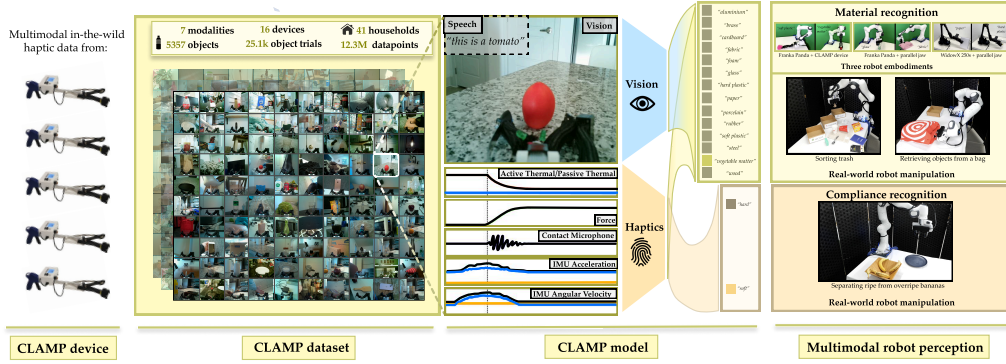 Multimodal in-the-wild
haptic data from:
CLAMP device
7 modalities
16 devices
41 households
5357 objects
25.1k object trials
12.3M datapoints
CLAMP dataset
Speech
Vision
"this is a tomato"
Active Thermal/Passive Thermal
Force
Contact Microphone
IMU Acceleration
IMU Angular Velocity
CLAMP model
Vision
Haptics
"aluminium"
"brass"
"cardboard"
"fabric"
"foam"
"glass"
"hard plastic"
"paper"
"porcelain"
"rubber"
"soft plastic"
"steel"
"vegetable matter"
"wood"
"hard"
"soft"
Material recognition
Franka Panda + CLAMP device
Franka Panda + parallel jaw
WidowX 250s + parallel jaw
Three robot embodiments
Sorting trash
Retrieving objects from a bag
Real-world robot manipulation
Compliance recognition
Separating ripe from overripe bananas
Real-world robot manipulation
Multimodal robot perception